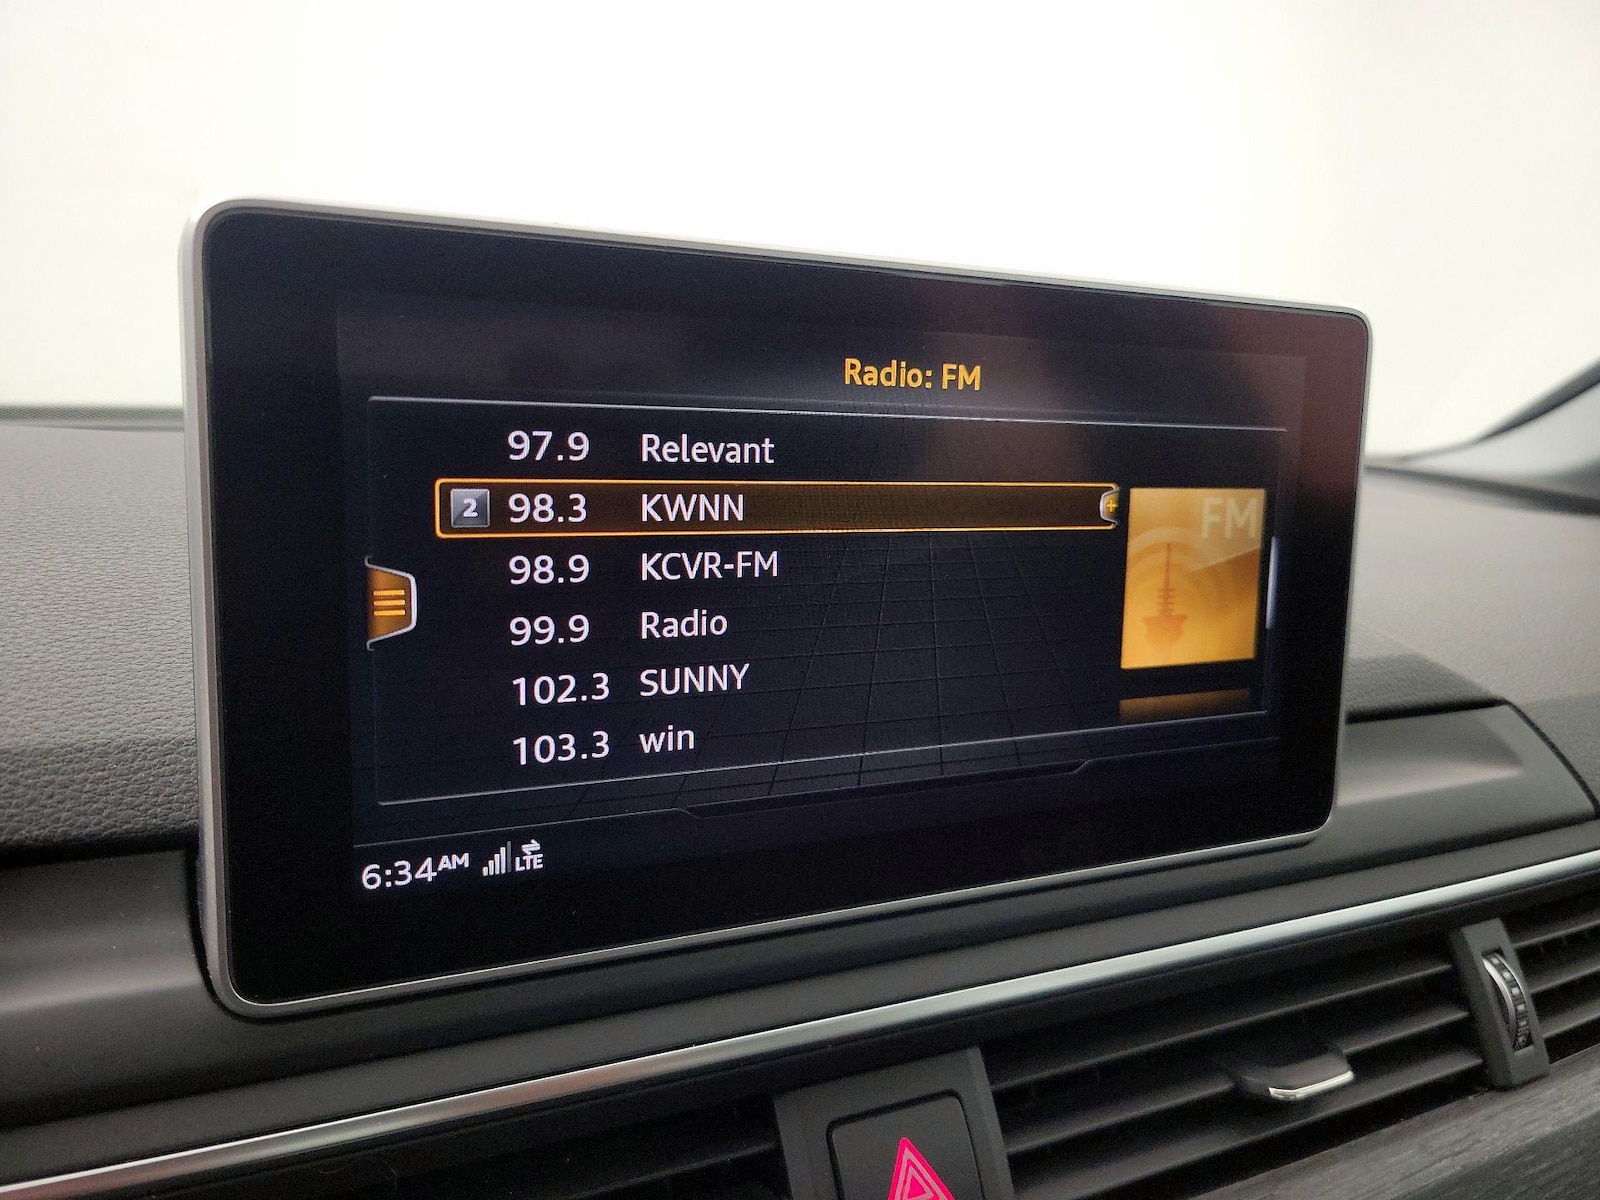 Radio: FM
97.9 Relevant
2 98.3 KWNN +
FM
98.9 KCVR-FM
99.9 Radio
102.3 SUNNY
103.3 win
6:34AM LTE